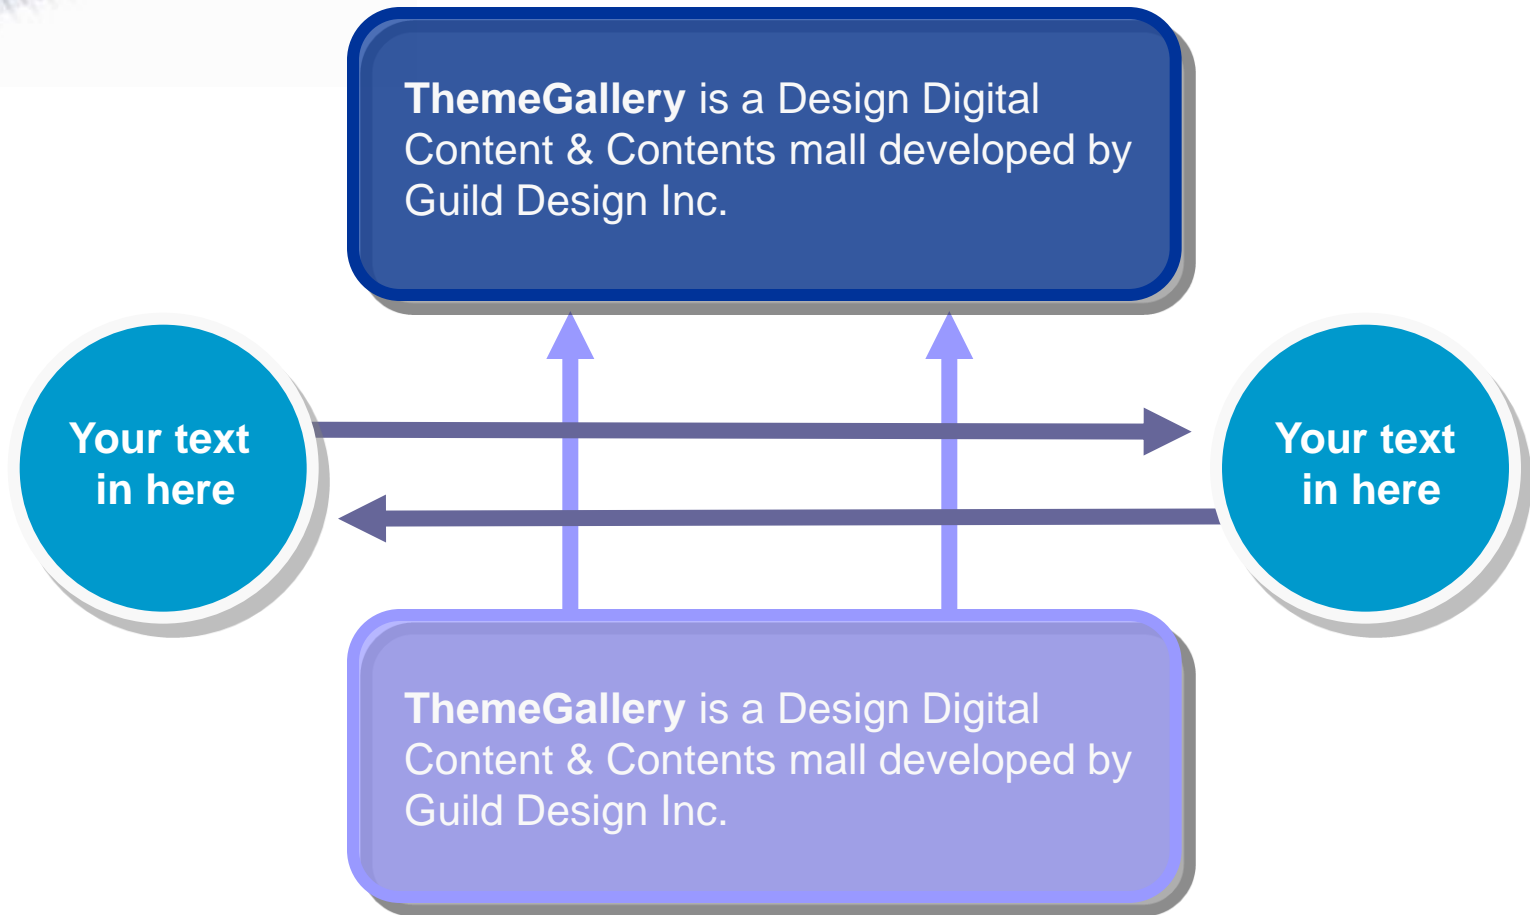 ThemeGallery is a Design Digital
Content & Contents mall developed by
Guild Design Inc.
Your text
in here
Your text
in here
ThemeGallery is a Design Digital
Content & Contents mall developed by
Guild Design Inc.